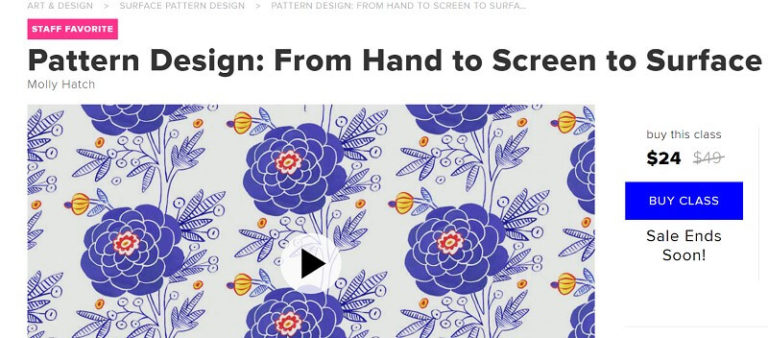 ART & DESIGN > SURFACE PATTERN DESIGN > PATTERN DESIGN: FROM HAND TO SCREEN TO SURFA...
STAFF FAVORITE
Pattern Design: From Hand to Screen to Surface
Molly Hatch
buy this class
$24 $49
BUY CLASS
Sale Ends
Soon!